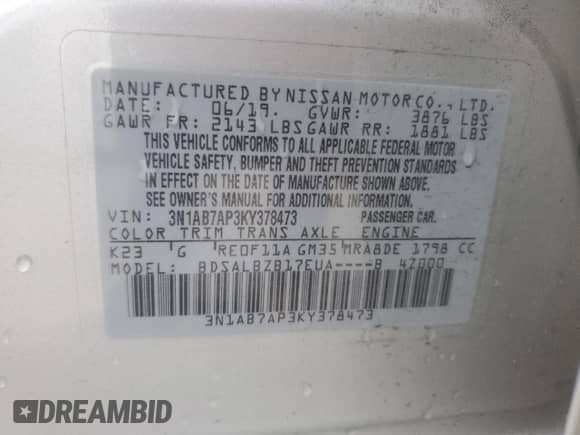 MANUFACTURED BY NISSAN MOTOR CO., LTD.
DATE: 06/19. GVWR: 3876 LBS
GAWR FR: 2143 LBS GAWR RR: 1881 LBS
THIS VEHICLE CONFORMS TO ALL APPLICABLE FEDERAL MOTOR
VEHICLE SAFETY, BUMPER AND THEFT PREVENTION STANDARDS
IN EFFECT ON THE DATE OF MANUFACTURE SHOWN ABOVE.
SEE OWNER'S MANUAL FOR ADDITIONAL INFORMATION.
VIN: 3N1AB7AP3KY378473 PASSENGER CAR.
COLOR TRIM TRANS AXLE ENGINE
K23 G RE0F11A GM35 MRA8DE 1798 CC
MODEL: BDSALBZB17EUA----B 42000
3N1AB7AP3KY378473
DREAMBID